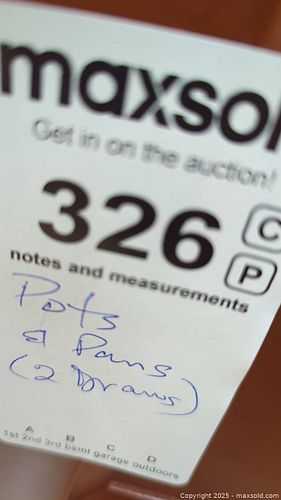 maxsol
Get in on the auction!
326
C
P
notes and measurements
Pots
& Pans
(2 Draws)
A B C D
1st 2nd 3rd bsmt garage outdoors
Copyright © 2025 - maxsold.com